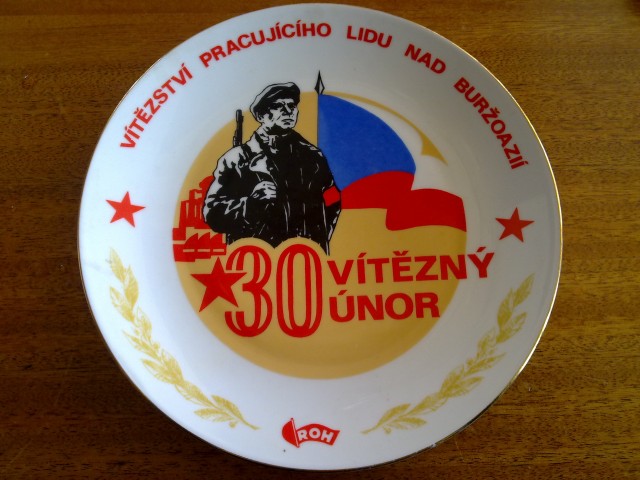 VÍTĚZSTVÍ PRACUJÍCÍHO LIDU NAD BURŽOAZIÍ
30 VÍTĚZNÝ
ÚNOR
ROH